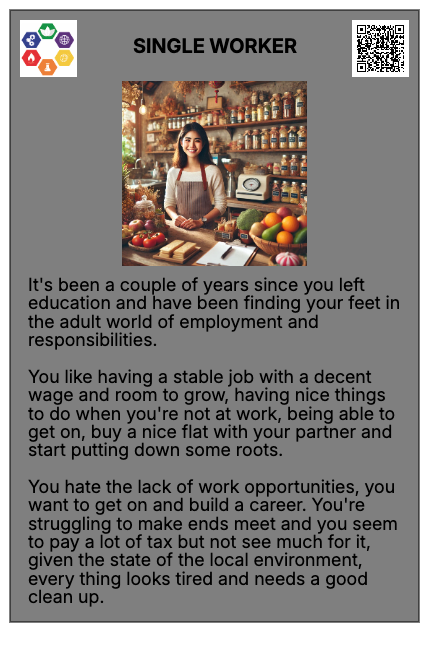 SINGLE WORKER
It's been a couple of years since you left
education and have been finding your feet in
the adult world of employment and
responsibilities.
You like having a stable job with a decent
wage and room to grow, having nice things
to do when you're not at work, being able to
get on, buy a nice flat with your partner and
start putting down some roots.
You hate the lack of work opportunities, you
want to get on and build a career. You're
struggling to make ends meet and you seem
to pay a lot of tax but not see much for it,
given the state of the local environment,
every thing looks tired and needs a good
clean up.